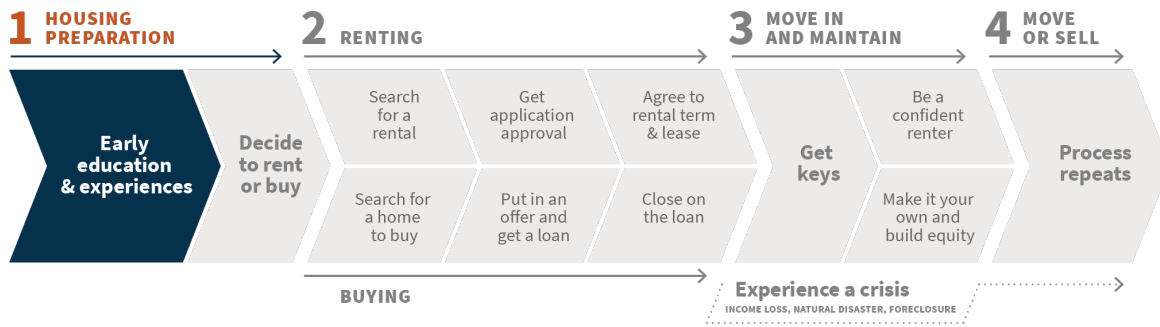 1 HOUSING
PREPARATION
2 RENTING
3 MOVE IN
AND MAINTAIN
4 MOVE
OR SELL
Early
education
& experiences
Decide
to rent
or buy
Search
for a
rental
Get
application
approval
Agree to
rental term
& lease
Search for
a home
to buy
Put in an
offer and
get a loan
Close on
the loan
Get
keys
Be a
confident
renter
Make it your
own and
build equity
Process
repeats
BUYING
Experience a crisis
INCOME LOSS, NATURAL DISASTER, FORECLOSURE